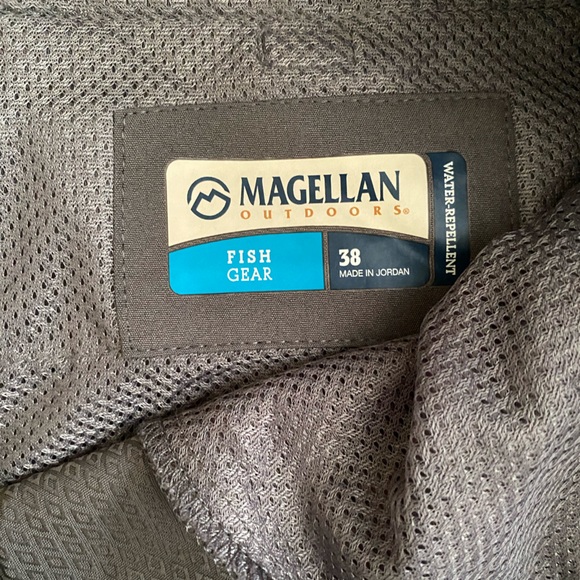 MAGELLAN
OUTDOORS®
FISH
GEAR
38
MADE IN JORDAN
WATER-REPELLENT